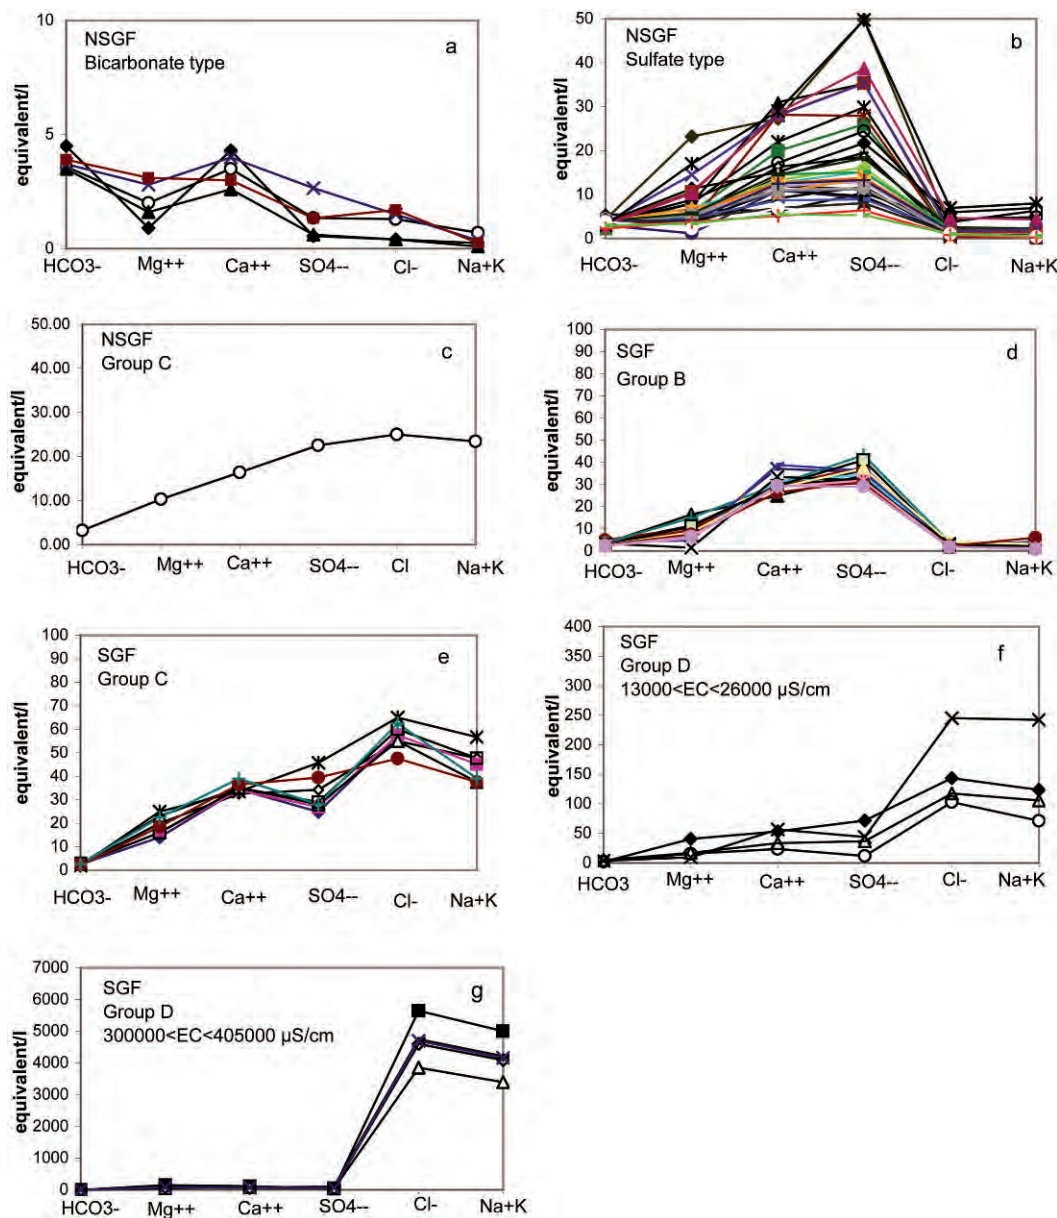 NSGF
Bicarbonate type
a
equivalent/l
10
5
0
HCO3-
Mg++
Ca++
SO4--
Cl-
Na+K
NSGF
Sulfate type
b
equivalent/l
50
40
30
20
10
0
HCO3-
Mg++
Ca++
SO4--
Cl-
Na+K
NSGF
Group C
c
equivalent/l
50.00
40.00
30.00
20.00
10.00
0.00
HCO3-
Mg++
Ca++
SO4--
Cl
Na+K
SGF
Group B
d
equivalent/l
100
90
80
70
60
50
40
30
20
10
0
HCO3-
Mg++
Ca++
SO4--
Cl-
Na+K
SGF
Group C
e
equivalent/l
100
90
80
70
60
50
40
30
20
10
0
HCO3-
Mg++
Ca++
SO4--
Cl-
Na+K
SGF
Group D
13000<EC<26000 µS/cm
f
equivalent/l
400
350
300
250
200
150
100
50
0
HCO3
Mg++
Ca++
SO4--
Cl-
Na+K
SGF
Group D
300000<EC<405000 µS/cm
g
equivalent/l
7000
6000
5000
4000
3000
2000
1000
0
HCO3-
Mg++
Ca++
SO4--
Cl-
Na+K